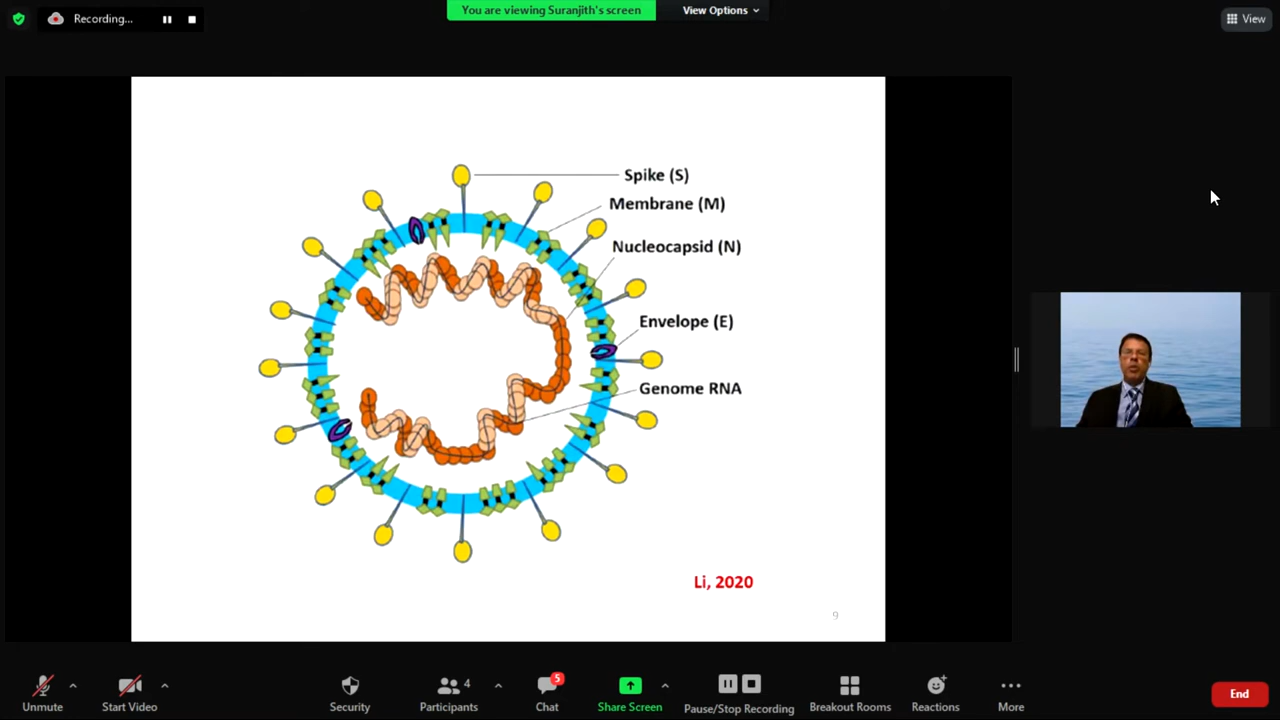 Recording...
You are viewing Suranjith's screen
View Options
View
Spike (S)
Membrane (M)
Nucleocapsid (N)
Envelope (E)
Genome RNA
Li, 2020
9
Unmute
Start Video
Security
4
Participants
5
Chat
Share Screen
Pause/Stop Recording
Breakout Rooms
Reactions
More
End